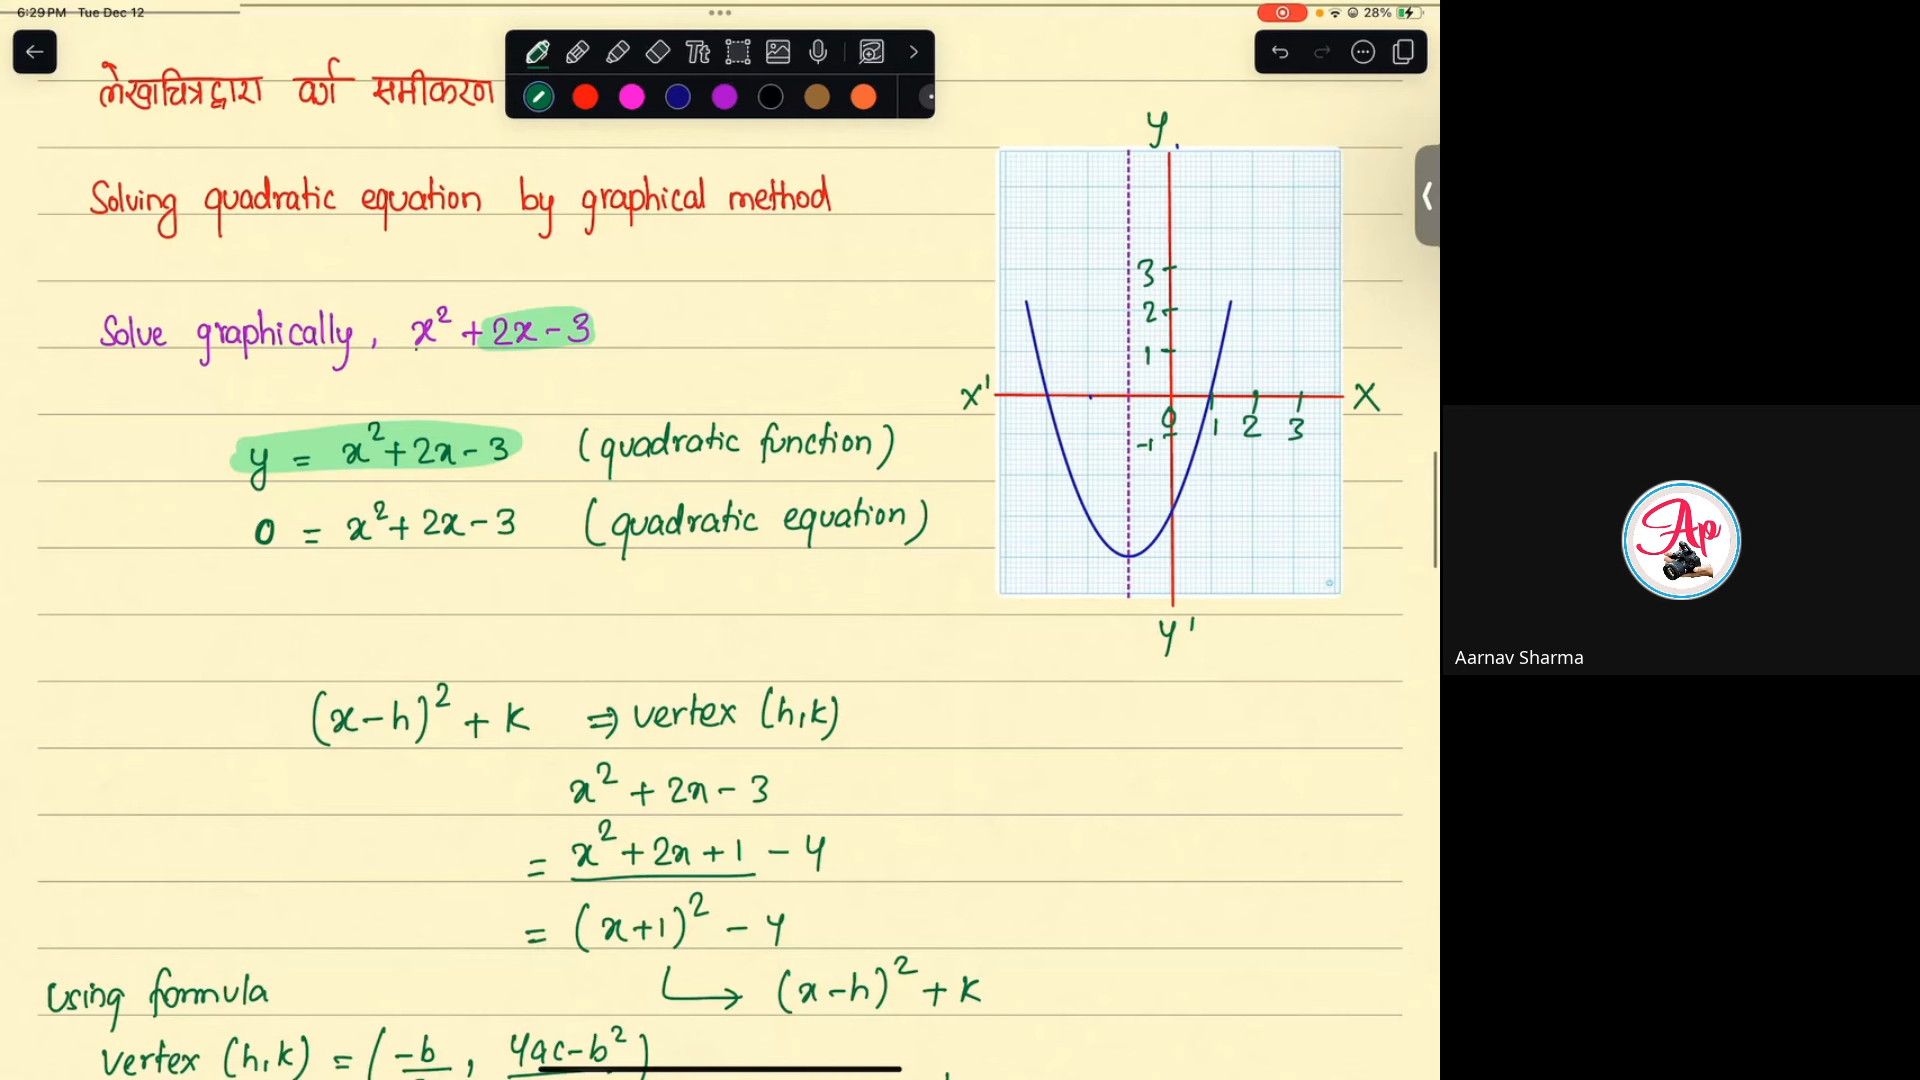 6:29 PM Tue Dec 12
28%
Tt
लेखाचित्रद्वारा वर्ग समीकरण
Solving quadratic equation by graphical method
Solve graphically, x² + 2x - 3
y = x² + 2x - 3 (quadratic function)
0 = x² + 2x - 3 (quadratic equation)
y
3
2
1
X' X
0 1 2 3
-1
y'
(x-h)² + k ⇒ vertex (h,k)
x² + 2x - 3
= x² + 2x + 1 - 4
= (x+1)² - 4
(x-h)² + k
Using formula
vertex (h,k) = (-b , 4ac-b²)
Ap
Aarnav Sharma